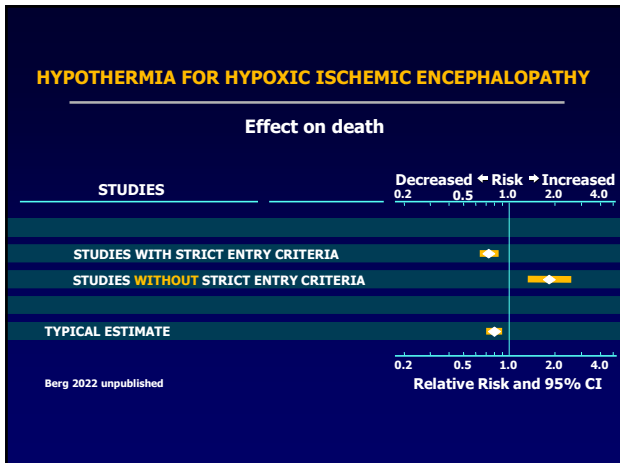 HYPOTHERMIA FOR HYPOXIC ISCHEMIC ENCEPHALOPATHY
Effect on death
STUDIES
Decreased ← Risk → Increased
0.2 0.5 1.0 2.0 4.0
STUDIES WITH STRICT ENTRY CRITERIA
STUDIES WITHOUT STRICT ENTRY CRITERIA
TYPICAL ESTIMATE
0.2 0.5 1.0 2.0 4.0
Berg 2022 unpublished
Relative Risk and 95% CI